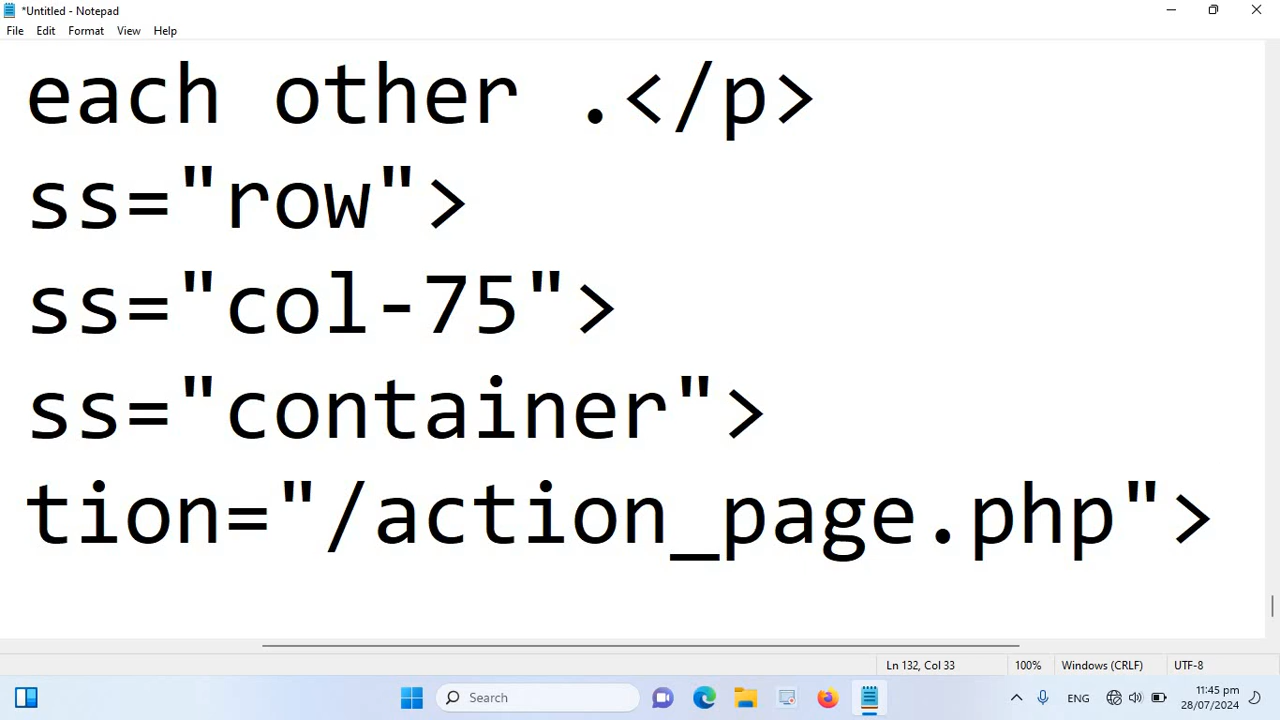 *Untitled - Notepad
File Edit Format View Help
each other .</p>
ss="row">
ss="col-75">
ss="container">
tion="/action_page.php">
Ln 132, Col 33 100% Windows (CRLF) UTF-8
Search ENG 11:45 pm
28/07/2024